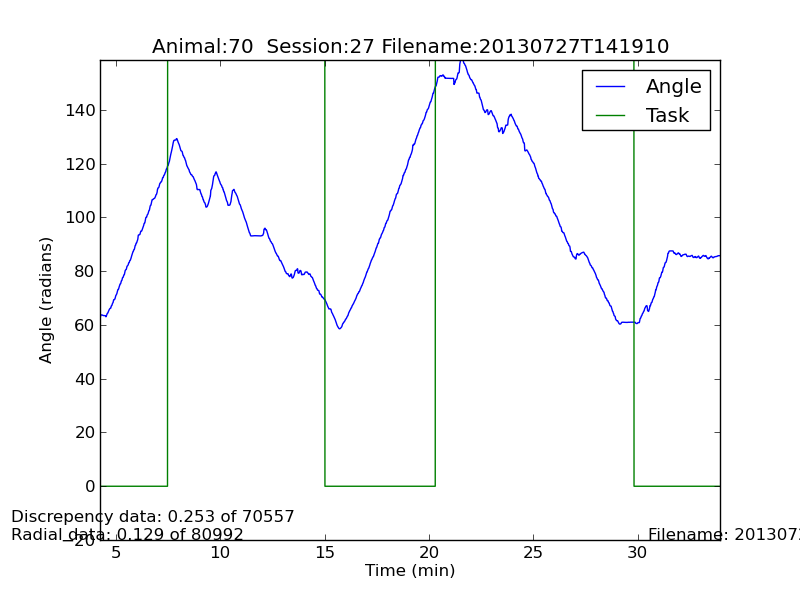 Animal:70  Session:27 Filename:20130727T141910
Angle
Task
140
120
100
80
60
40
20
0
−20
Angle (radians)
5
10
15
20
25
30
Time (min)
Discrepency data: 0.253 of 70557
Radial data: 0.129 of 80992
Filename: 201307